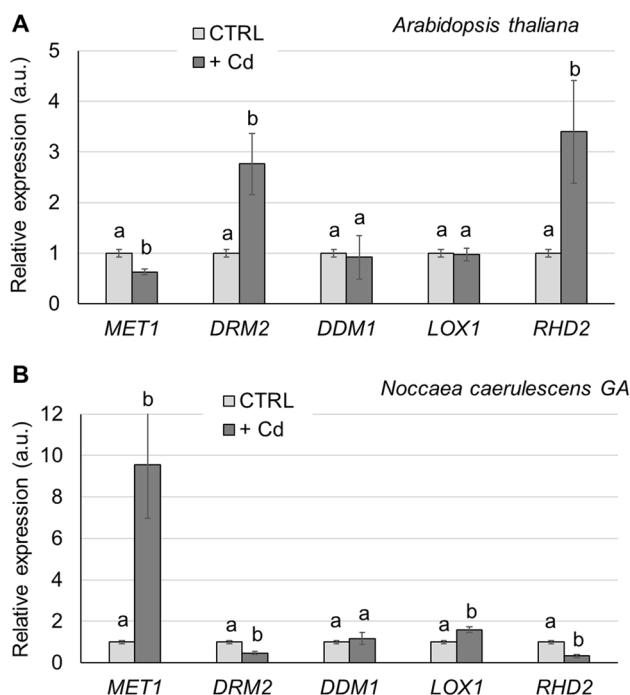 A
CTRL
+ Cd
Arabidopsis thaliana
Relative expression (a.u.)
5
4
3
2
1
0
a b a b a a a a a b
MET1 DRM2 DDM1 LOX1 RHD2
B
CTRL
+ Cd
Noccaea caerulescens GA
Relative expression (a.u.)
12
10
8
6
4
2
0
a b a b a a a b a b
MET1 DRM2 DDM1 LOX1 RHD2